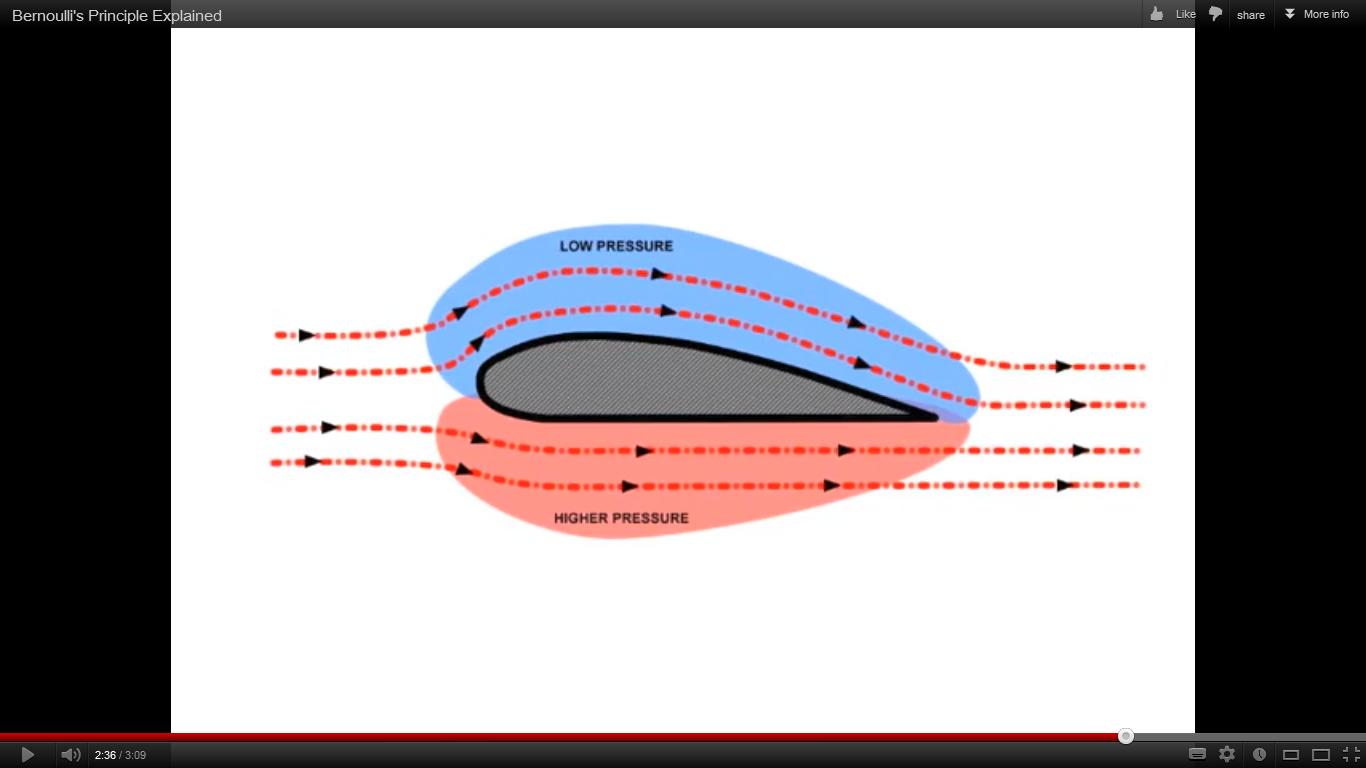 Bernoulli's Principle Explained
Like
share
More info
LOW PRESSURE
HIGHER PRESSURE
2:36 / 3:09